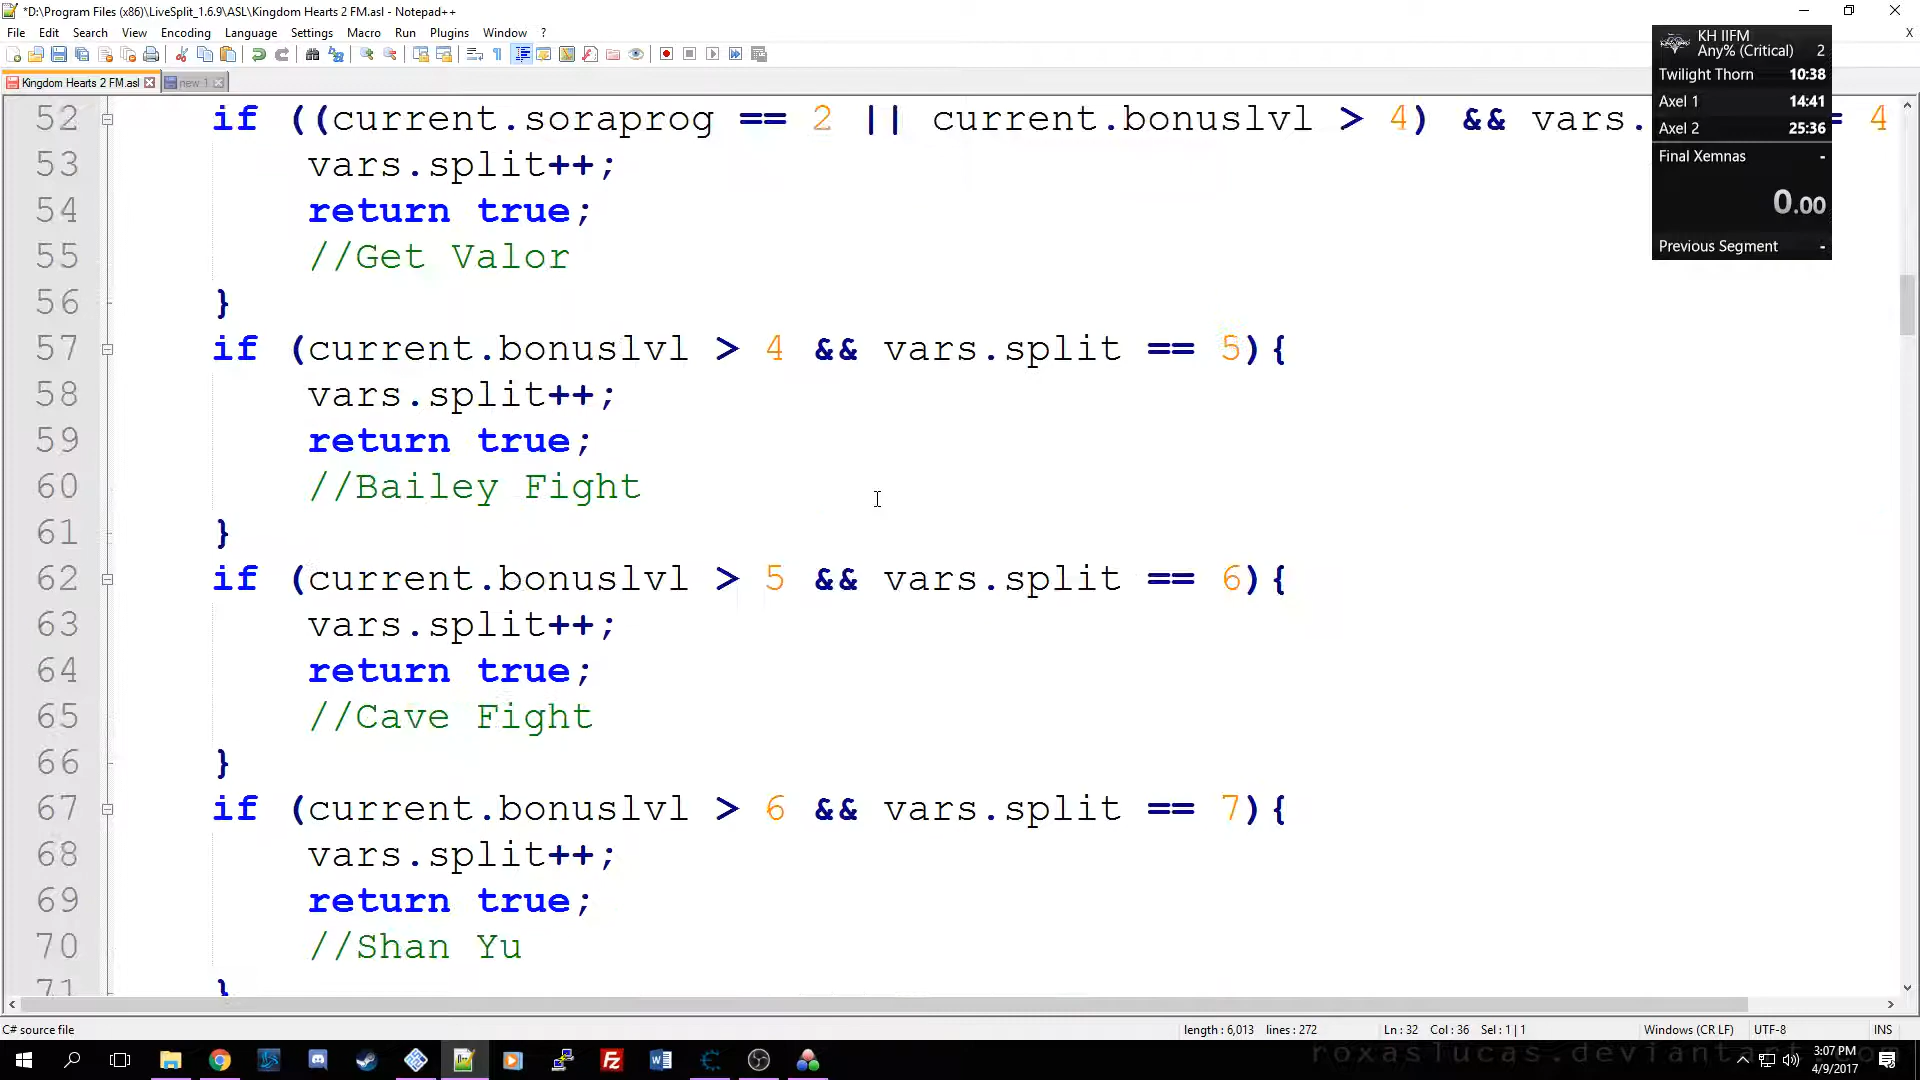 *D:\Program Files (x86)\LiveSplit_1.6.9\ASL\Kingdom Hearts 2 FM.asl - Notepad++
File Edit Search View Encoding Language Settings Macro Run Plugins Window ?
X
Kingdom Hearts 2 FM.asl
new 1
52 if ((current.soraprog == 2 || current.bonuslvl > 4) && vars. = 4
53 vars.split++;
54 return true;
55 //Get Valor
56 }
57 if (current.bonuslvl > 4 && vars.split == 5){
58 vars.split++;
59 return true;
60 //Bailey Fight
61 }
62 if (current.bonuslvl > 5 && vars.split == 6){
63 vars.split++;
64 return true;
65 //Cave Fight
66 }
67 if (current.bonuslvl > 6 && vars.split == 7){
68 vars.split++;
69 return true;
70 //Shan Yu
71 }
KH IIFM
Any% (Critical) 2
Twilight Thorn 10:38
Axel 1 14:41
Axel 2 25:36
Final Xemnas -
0.00
Previous Segment -
C# source file length : 6,013 lines : 272 Ln : 32 Col : 36 Sel : 1 | 1 Windows (CR LF) UTF-8 INS
roxaslucas.deviantart.com
3:07 PM
4/9/2017